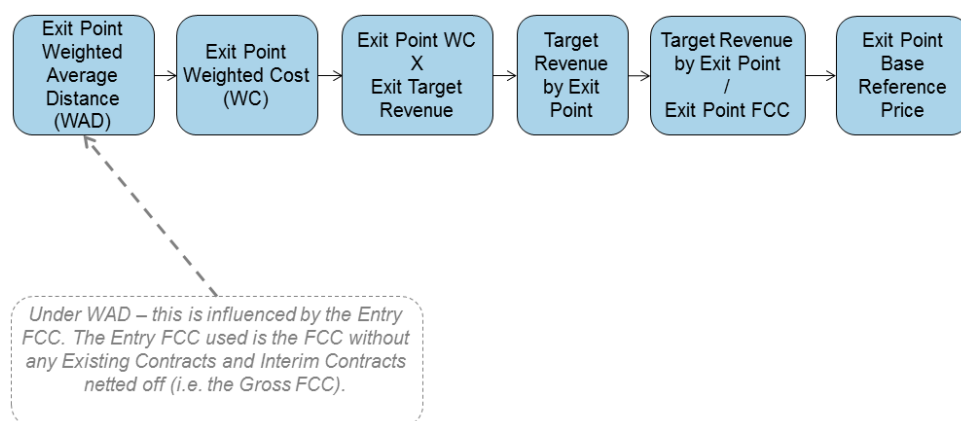 Exit Point
Weighted
Average
Distance
(WAD)
Exit Point
Weighted Cost
(WC)
Exit Point WC
X
Exit Target
Revenue
Target
Revenue
by Exit
Point
Target Revenue
by Exit Point
/
Exit Point FCC
Exit Point
Base
Reference
Price
Under WAD – this is influenced by the Entry
FCC. The Entry FCC used is the FCC without
any Existing Contracts and Interim Contracts
netted off (i.e. the Gross FCC).